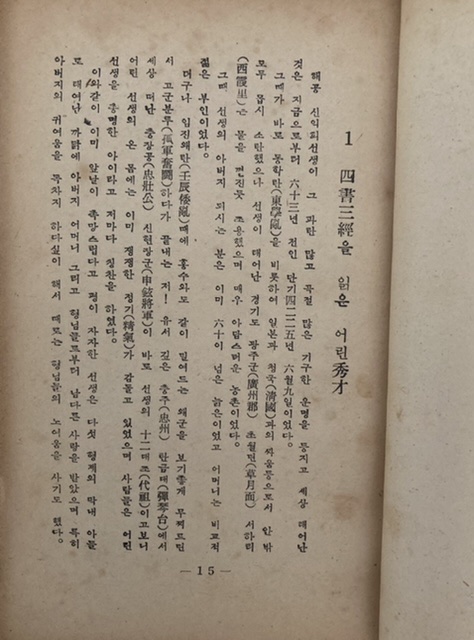 1 四書三經을 읽은 어린秀才
해공 신익희선생이 그 파란 많고 곡절 많은 기구한 운명을 등지고 세상 태어난
것은 지금으로부터 六十三년 전인 단기四二二五년 六월九일이었다。
그때가 바로 동학란(東學亂)을 비롯하여 일본과 청국(清國)과의 싸움등으로서 안 밖
모두 몹시 소란했으나 선생이 태어난 경기도 광주군(廣州郡) 초월면(草月面) 서하리
(西霞里)는 물을 편진듯 조용했으며 매우 아담스러운 농촌이었다。
그때 선생의 아버지 되시는 분은 이미 六十이 넘은 늙은이었고 어머니는 비교적
젊은 부인이었다。
더구나 임진왜란(壬辰倭亂)때에 홍수와도 같이 밀여드는 왜군을 보기좋게 무찌르던
서 고군분투(孤軍奮鬪)하다가 끝내는 저! 유서 깊은 충주(忠州) 탄금대(彈琴台)에서
세상 떠난 충장공(忠壯公) 신현장군(申鉉將軍)이 바로 선생의 十二대조(代祖)이고보니
어린 선생의 온 몸에는 이미 쟁쟁한 정기(精氣)가 감돌고 있었으며 사람들은 어린
선생을 총명한 아이라고 저마다 칭찬을 하였다。
이와같이 이미 앞날이 촉망스럽다고 평이 자자한 선생은 다섯 형제의 막내 아들
로 태어난 까닭에 아버지 어머니 그리고 형님들로부터 남다른 사랑을 받았으며 특히
아버지의 귀여움을 독차지 하다싶이 해서 때로는 형님들의 노여움을 사기도 했다。
— 15 —